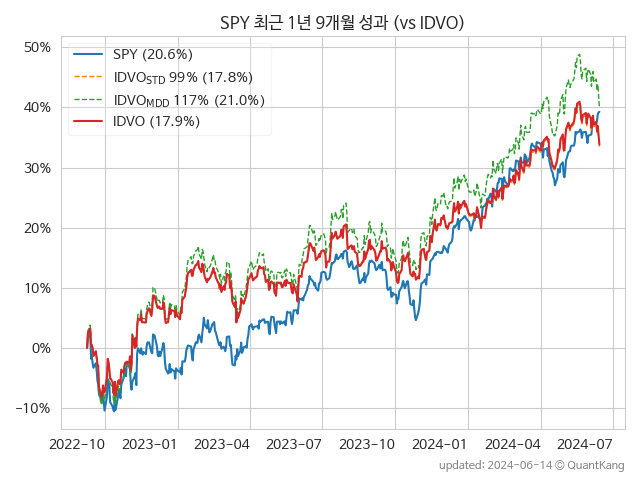 SPY 최근 1년 9개월 성과 (vs IDVO)
SPY (20.6%)
IDVOSTD 99% (17.8%)
IDVOMDD 117% (21.0%)
IDVO (17.9%)
50%
40%
30%
20%
10%
0%
−10%
2022−10 2023−01 2023−04 2023−07 2023−10 2024−01 2024−04 2024−07
updated: 2024-06-14 © QuantKang